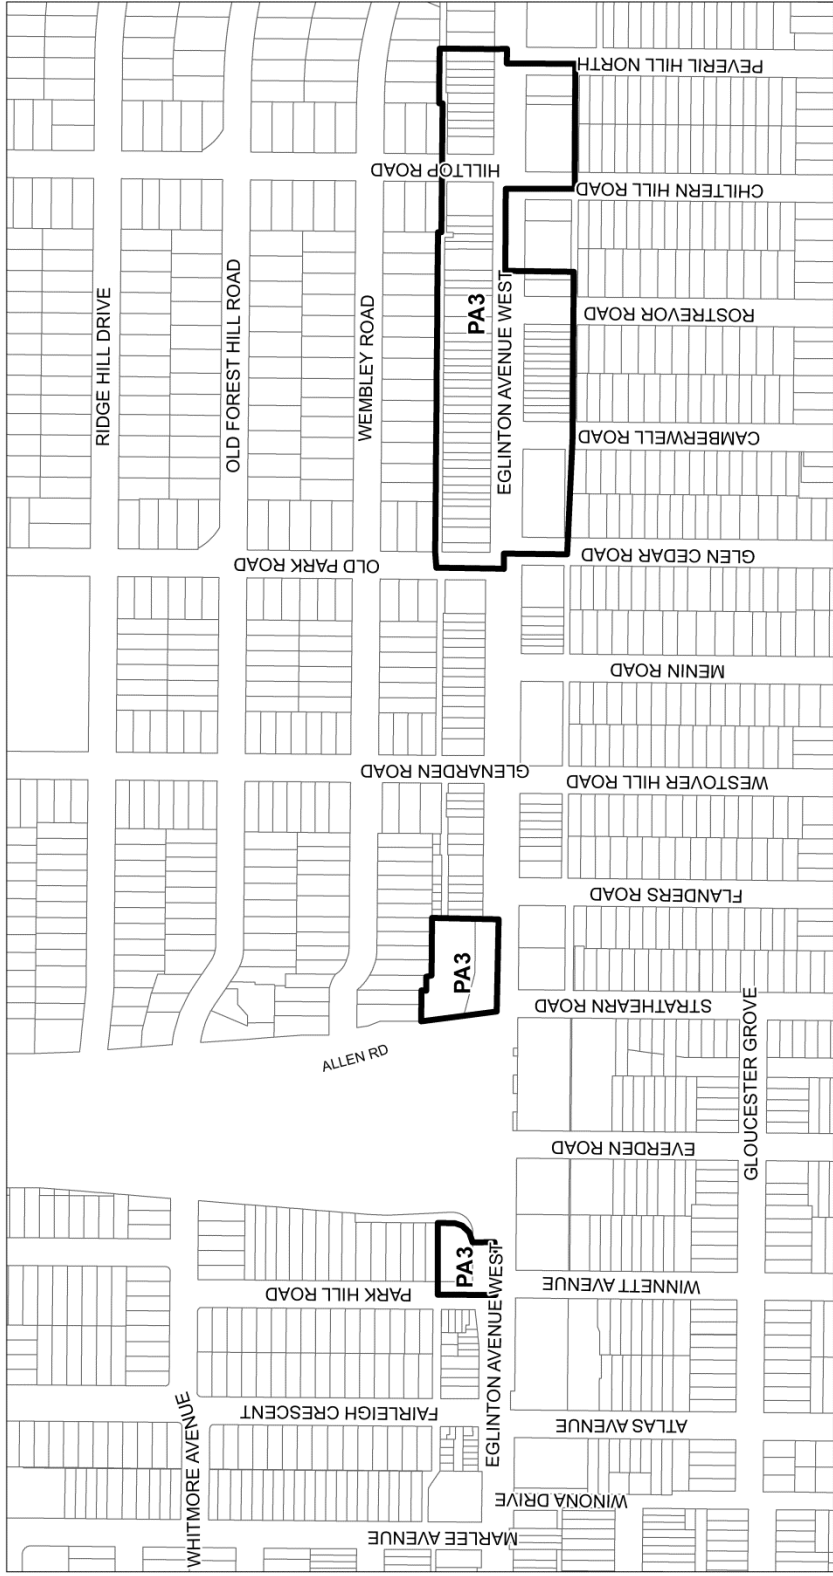 PEVERIL HILL NORTH
HILLTOP ROAD
CHILTERN HILL ROAD
RIDGE HILL DRIVE
OLD FOREST HILL ROAD
WEMBLEY ROAD
PA3
EGLINTON AVENUE WEST
ROSTREVOR ROAD
CAMBERWELL ROAD
OLD PARK ROAD
GLEN CEDAR ROAD
MENIN ROAD
GLENARDEN ROAD
WESTOVER HILL ROAD
FLANDERS ROAD
PA3
STRATHEARN ROAD
ALLEN RD
GLOUCESTER GROVE
EVERDEN ROAD
PA3
EGLINTON AVENUE WEST
PARK HILL ROAD
WINNETT AVENUE
FAIRLEIGH CRESCENT
ATLAS AVENUE
WHITMORE AVENUE
WINONA DRIVE
MARLEE AVENUE